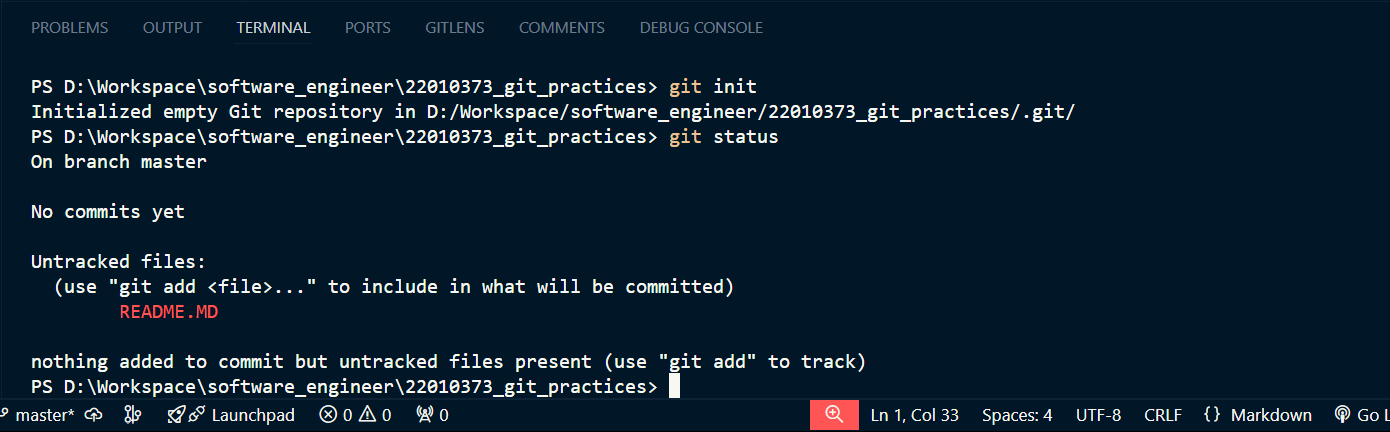 PROBLEMS OUTPUT TERMINAL PORTS GITLENS COMMENTS DEBUG CONSOLE
PS D:\Workspace\software_engineer\22010373_git_practices> git init
Initialized empty Git repository in D:/Workspace/software_engineer/22010373_git_practices/.git/
PS D:\Workspace\software_engineer\22010373_git_practices> git status
On branch master
No commits yet
Untracked files:
(use "git add <file>..." to include in what will be committed)
README.MD
nothing added to commit but untracked files present (use "git add" to track)
PS D:\Workspace\software_engineer\22010373_git_practices>
master* Launchpad 0 0 0 Ln 1, Col 33 Spaces: 4 UTF-8 CRLF {} Markdown Go